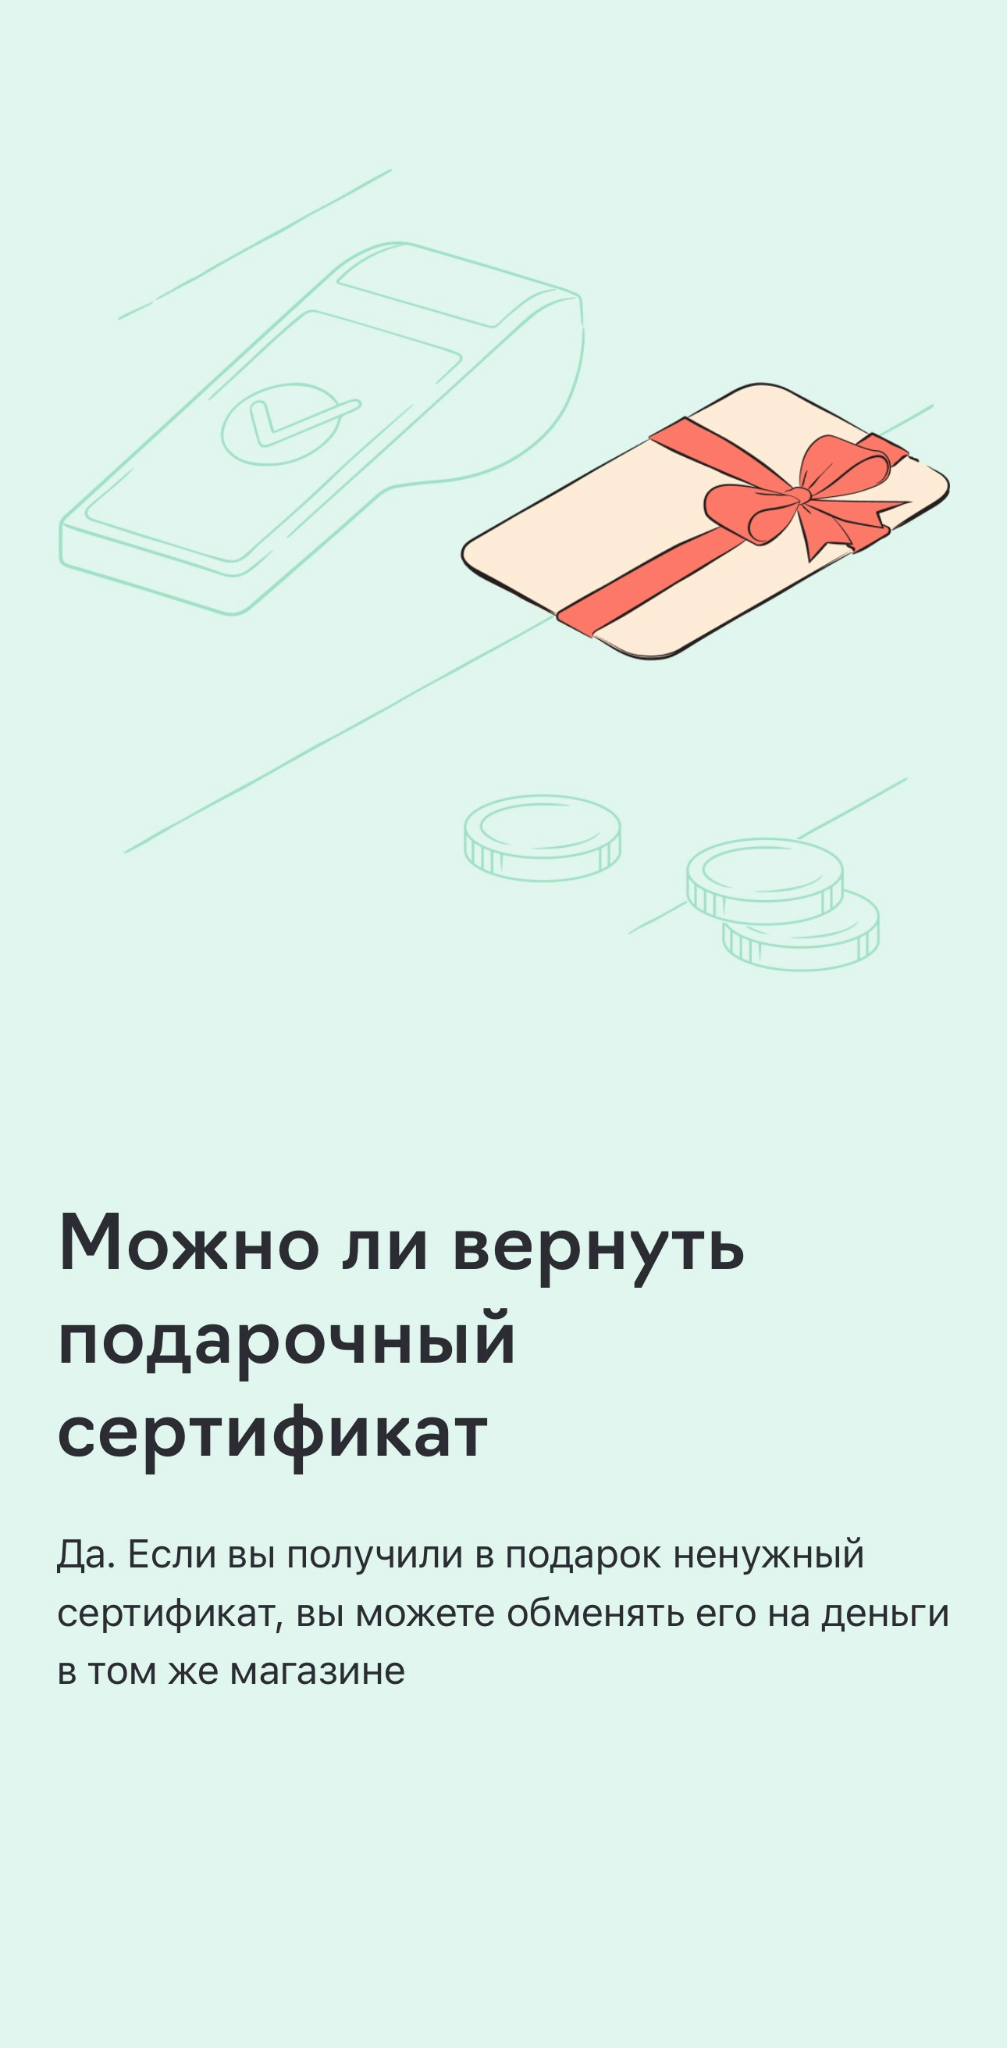 Можно ли вернуть
подарочный
сертификат
Да. Если вы получили в подарок ненужный
сертификат, вы можете обменять его на деньги
в том же магазине